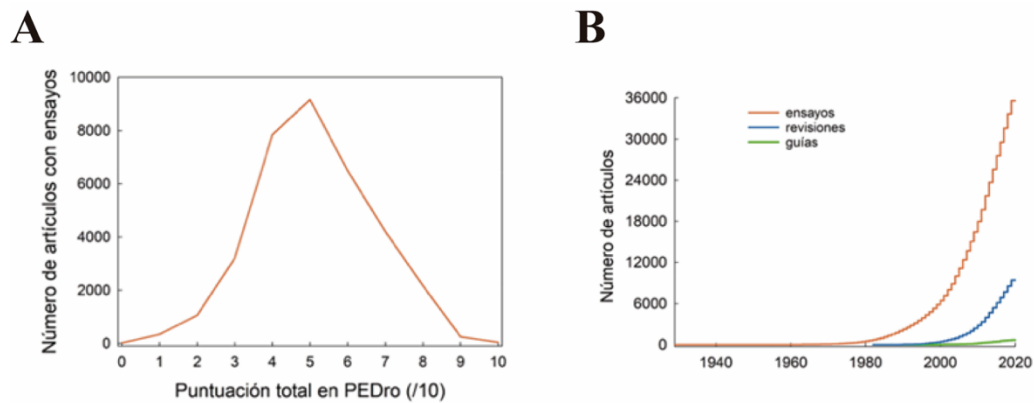 A
B
Número de artículos con ensayos
10000
8000
6000
4000
2000
0
0 1 2 3 4 5 6 7 8 9 10
Puntuación total en PEDro (/10)
Número de artículos
36000
30000
24000
18000
12000
6000
0
ensayos
revisiones
guías
1940 1960 1980 2000 2020